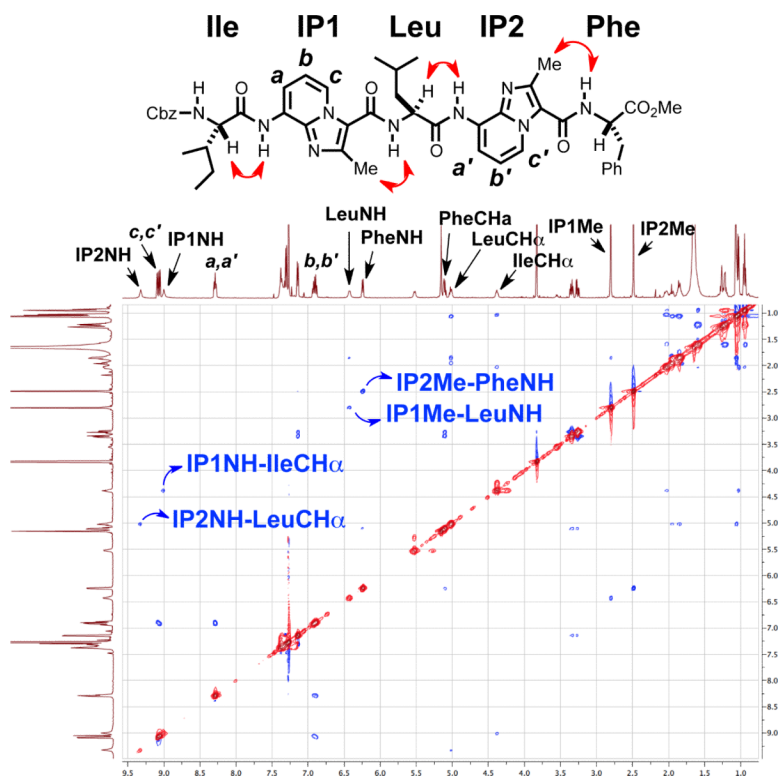 Ile IP1 Leu IP2 Phe
b
a c
Me
H
N
O
N
H
H
N
O
N
H
H
N
CO₂Me
Cbz
N
H
N
O
N
O
N
O
H
H
N
Me
H
a'
c'
H
b'
Ph
LeuNH
PheNH
PheCHa
LeuCHα
IleCHα
IP1Me
IP2Me
c,c'
IP2NH
IP1NH
a,a'
b,b'
IP2Me-PheNH
IP1Me-LeuNH
IP1NH-IleCHα
IP2NH-LeuCHα
1.0
1.5
2.0
2.5
3.0
3.5
4.0
4.5
5.0
5.5
6.0
6.5
7.0
7.5
8.0
8.5
9.0
9.5 9.0 8.5 8.0 7.5 7.0 6.5 6.0 5.5 5.0 4.5 4.0 3.5 3.0 2.5 2.0 1.5 1.0